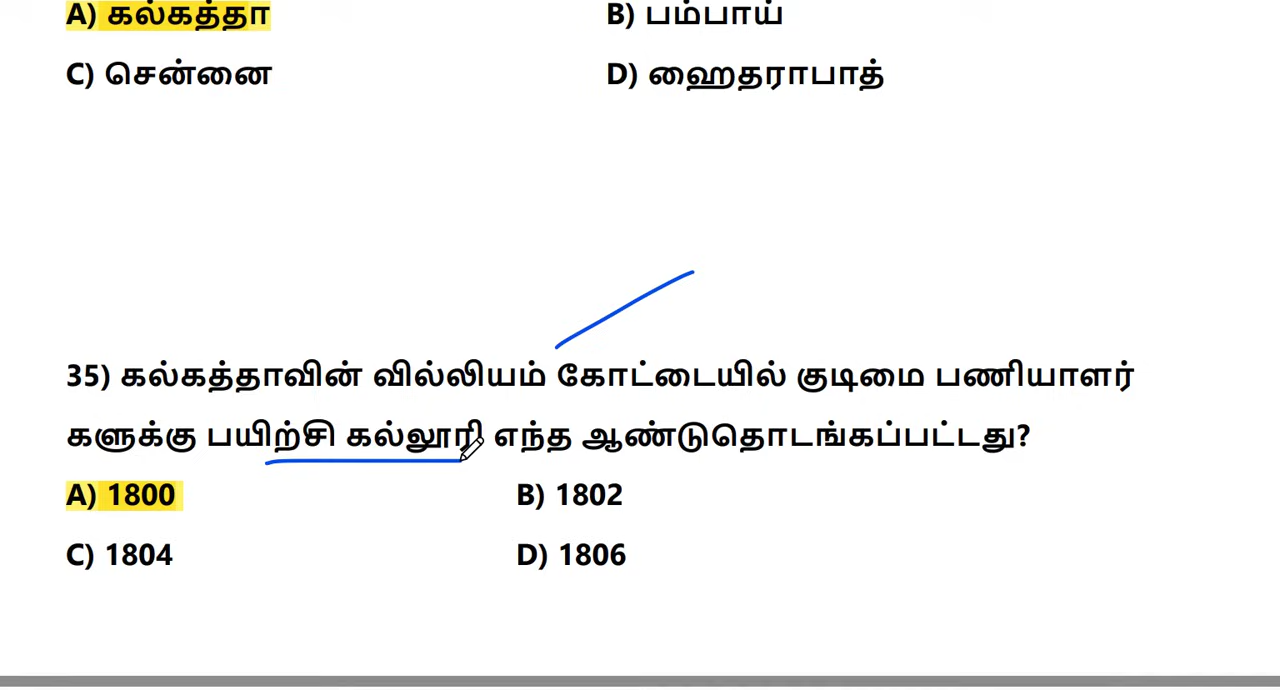 A) கல்கத்தா B) பம்பாய்
C) சென்னை D) ஹைதராபாத்
35) கல்கத்தாவின் வில்லியம் கோட்டையில் குடிமை பணியாளர்
களுக்கு பயிற்சி கல்லூரி எந்த ஆண்டுதொடங்கப்பட்டது?
A) 1800 B) 1802
C) 1804 D) 1806